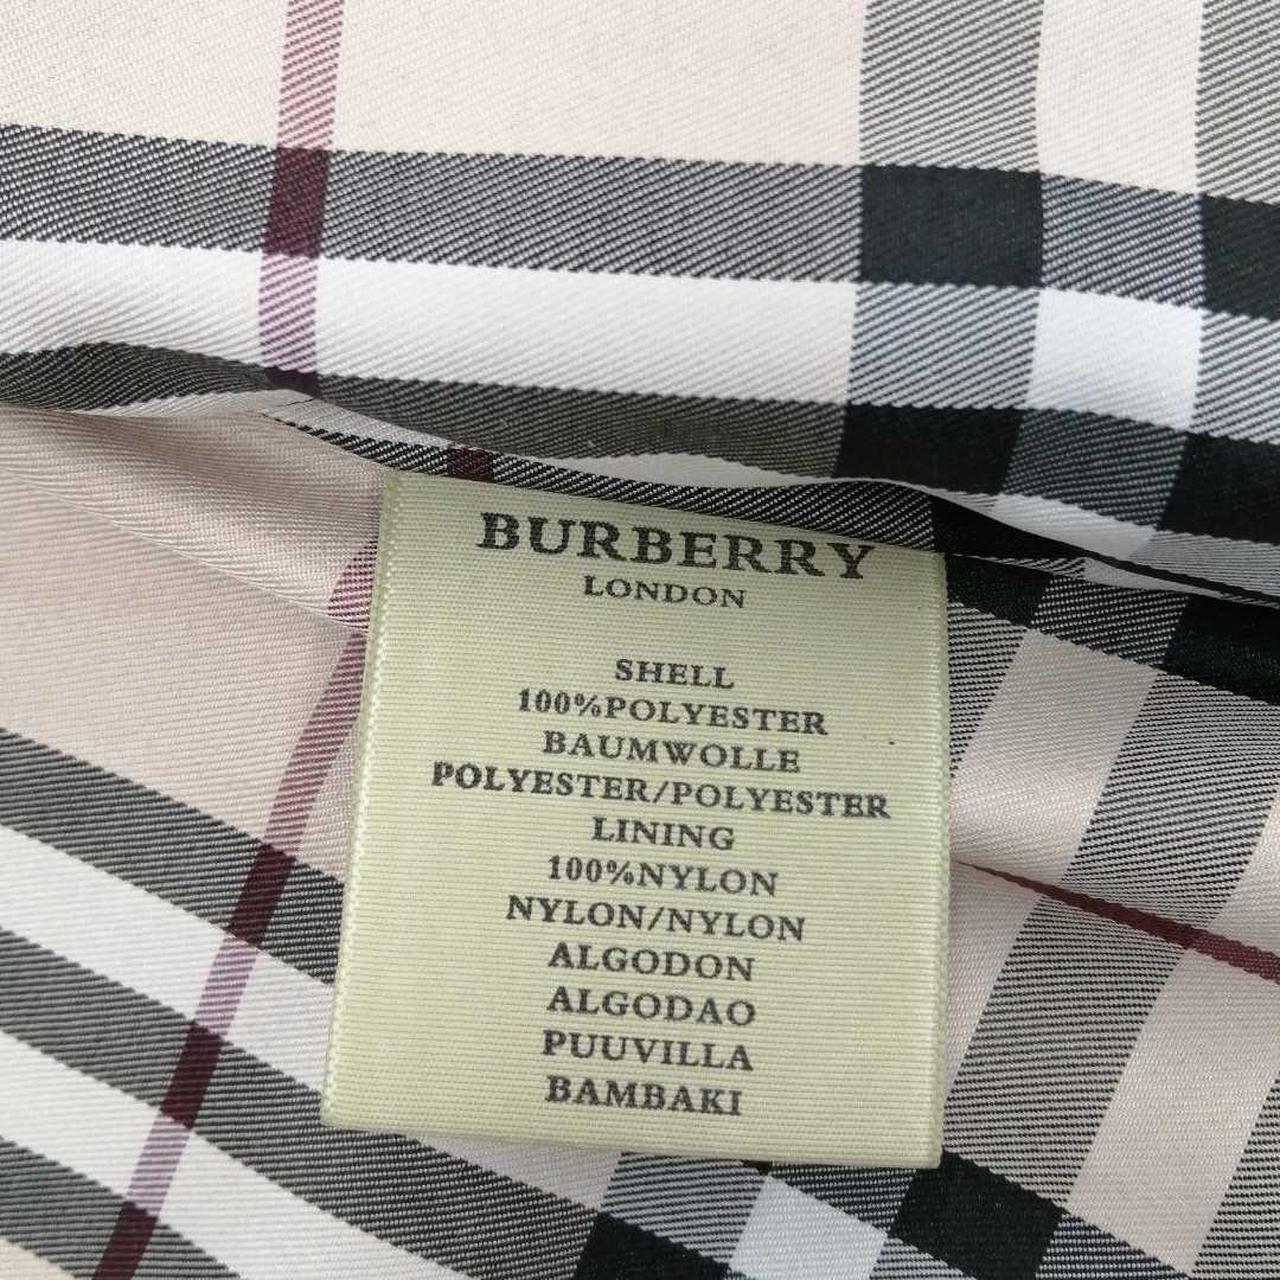 BURBERRY
LONDON
SHELL
100%POLYESTER
BAUMWOLLE
POLYESTER/POLYESTER
LINING
100%NYLON
NYLON/NYLON
ALGODON
ALGODAO
PUUVILLA
BAMBAKI